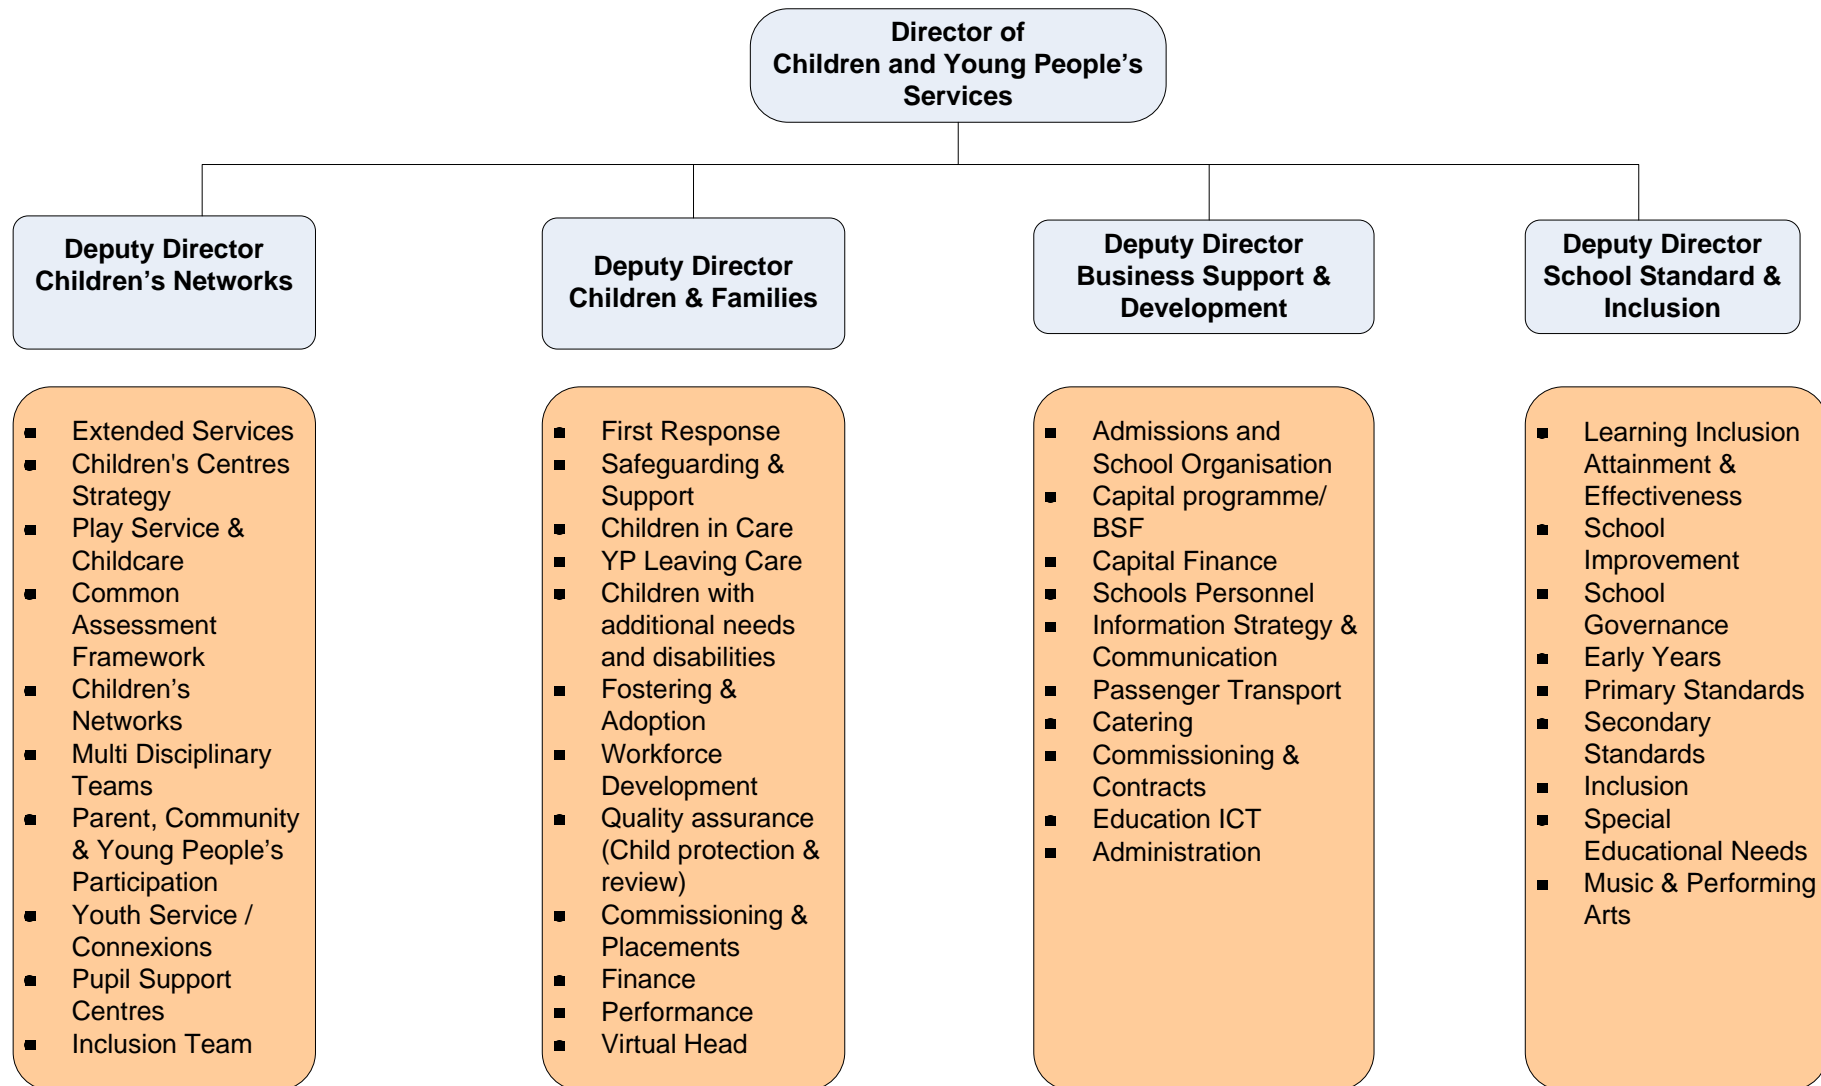 Director of
Children and Young People’s
Services
Deputy Director
Children’s Networks
Deputy Director
Children & Families
Deputy Director
Business Support &
Development
Deputy Director
School Standard &
Inclusion
▪ Extended Services
▪ Children's Centres
Strategy
▪ Play Service &
Childcare
▪ Common
Assessment
Framework
▪ Children’s
Networks
▪ Multi Disciplinary
Teams
▪ Parent, Community
& Young People’s
Participation
▪ Youth Service /
Connexions
▪ Pupil Support
Centres
▪ Inclusion Team
▪ First Response
▪ Safeguarding &
Support
▪ Children in Care
▪ YP Leaving Care
▪ Children with
additional needs
and disabilities
▪ Fostering &
Adoption
▪ Workforce
Development
▪ Quality assurance
(Child protection &
review)
▪ Commissioning &
Placements
▪ Finance
▪ Performance
▪ Virtual Head
▪ Admissions and
School Organisation
▪ Capital programme/
BSF
▪ Capital Finance
▪ Schools Personnel
▪ Information Strategy &
Communication
▪ Passenger Transport
▪ Catering
▪ Commissioning &
Contracts
▪ Education ICT
▪ Administration
▪ Learning Inclusion
Attainment &
Effectiveness
▪ School
Improvement
▪ School
Governance
▪ Early Years
▪ Primary Standards
▪ Secondary
Standards
▪ Inclusion
▪ Special
Educational Needs
▪ Music & Performing
Arts